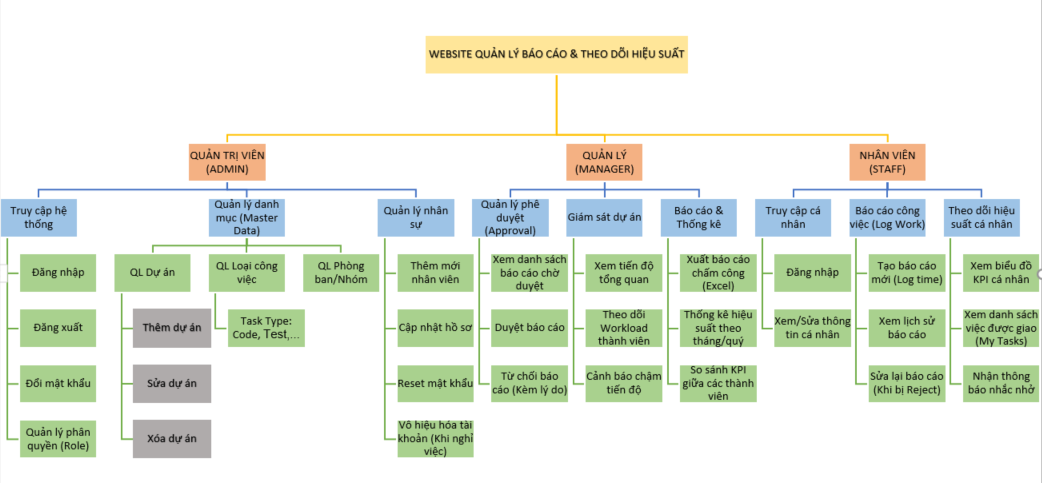 WEBSITE QUẢN LÝ BÁO CÁO & THEO DÕI HIỆU SUẤT
QUẢN TRỊ VIÊN
(ADMIN)
QUẢN LÝ
(MANAGER)
NHÂN VIÊN
(STAFF)
Truy cập hệ
thống
Quản lý danh
mục (Master
Data)
Quản lý nhân
sự
Quản lý phê
duyệt
(Approval)
Giám sát dự án
Báo cáo &
Thống kê
Truy cập cá
nhân
Báo cáo công
việc (Log Work)
Theo dõi hiệu
suất cá nhân
Đăng nhập
QL Dự án
QL Loại công
việc
QL Phòng
ban/Nhóm
Thêm mới
nhân viên
Xem danh sách
báo cáo chờ
duyệt
Xem tiến độ
tổng quan
Xuất báo cáo
chấm công
(Excel)
Đăng nhập
Tạo báo cáo
mới (Log time)
Xem biểu đồ
KPI cá nhân
Đăng xuất
Thêm dự án
Task Type:
Code, Test,...
Cập nhật hồ sơ
Duyệt báo cáo
Theo dõi
Workload
thành viên
Thống kê hiệu
suất theo
tháng/quý
Xem/Sửa thông
tin cá nhân
Xem lịch sử
báo cáo
Xem danh sách
việc được giao
(My Tasks)
Đổi mật khẩu
Sửa dự án
Reset mật khẩu
Từ chối báo
cáo (Kèm lý do)
Cảnh báo chậm
tiến độ
So sánh KPI
giữa các thành
viên
Sửa lại báo cáo
(Khi bị Reject)
Nhận thông
báo nhắc nhở
Quản lý phân
quyền (Role)
Xóa dự án
Vô hiệu hóa tài
khoản (Khi nghỉ
việc)